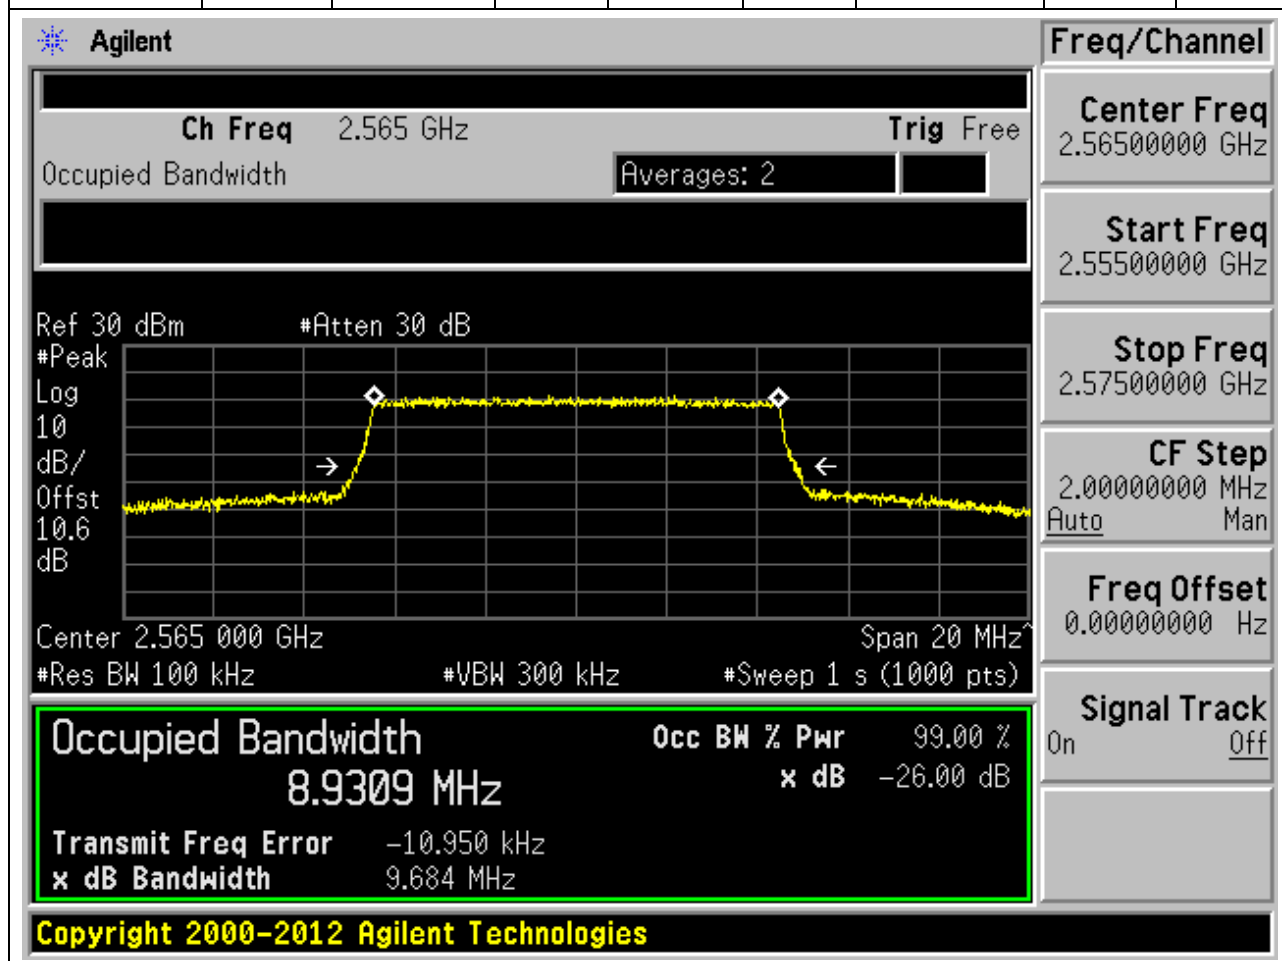 Agilent
Freq/Channel
Ch Freq 2.565 GHz Trig Free
Occupied Bandwidth Averages: 2
Center Freq
2.56500000 GHz
Start Freq
2.55500000 GHz
Stop Freq
2.57500000 GHz
CF Step
2.00000000 MHz
Auto Man
Freq Offset
0.00000000 Hz
Signal Track
On Off
Ref 30 dBm #Atten 30 dB
#Peak
Log
10
dB/
Offst
10.6
dB
Center 2.565 000 GHz Span 20 MHz^
#Res BW 100 kHz #VBW 300 kHz #Sweep 1 s (1000 pts)
Occupied Bandwidth Occ BW % Pwr 99.00 %
8.9309 MHz x dB -26.00 dB
Transmit Freq Error -10.950 kHz
x dB Bandwidth 9.684 MHz
Copyright 2000-2012 Agilent Technologies